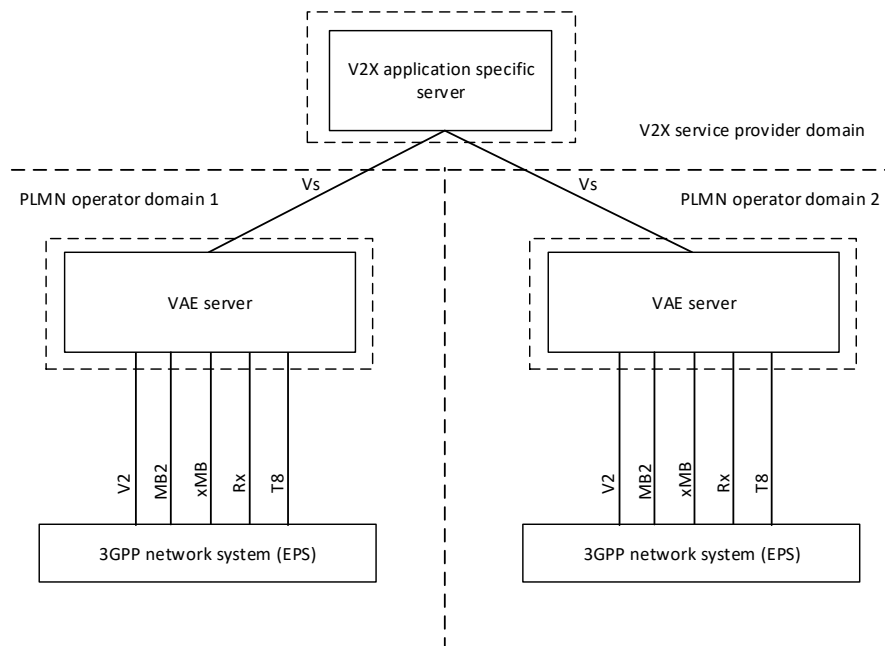 V2X application specific
server
V2X service provider domain
Vs
Vs
PLMN operator domain 1
PLMN operator domain 2
VAE server
VAE server
V2
MB2
xMB
Rx
T8
V2
MB2
xMB
Rx
T8
3GPP network system (EPS)
3GPP network system (EPS)